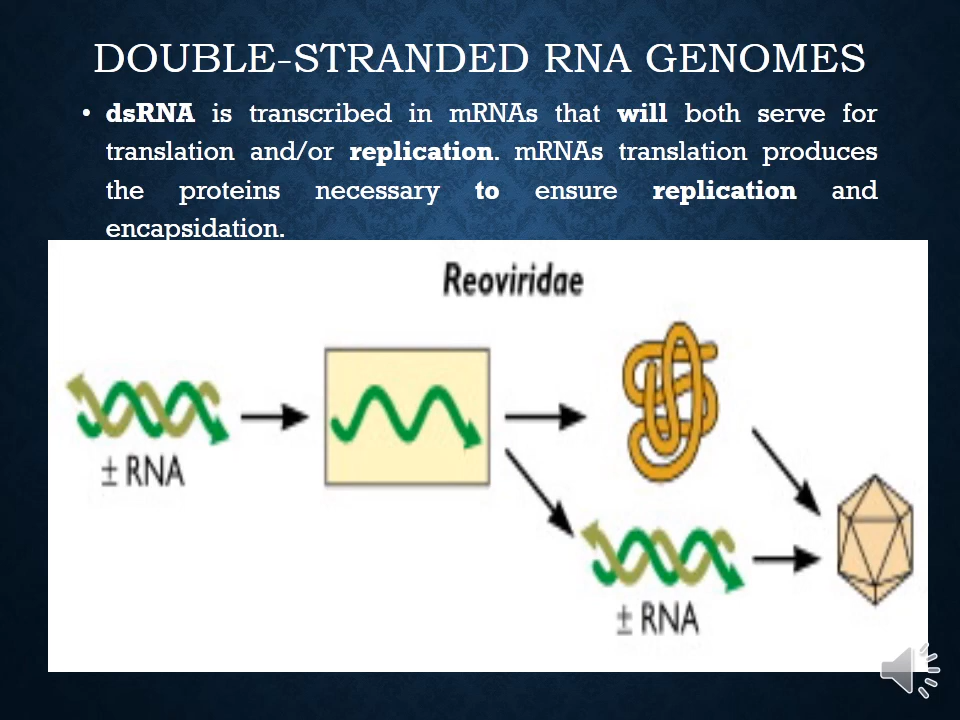 DOUBLE-STRANDED RNA GENOMES
• dsRNA is transcribed in mRNAs that will both serve for
translation and/or replication. mRNAs translation produces
the proteins necessary to ensure replication and
encapsidation.
Reoviridae
± RNA
± RNA